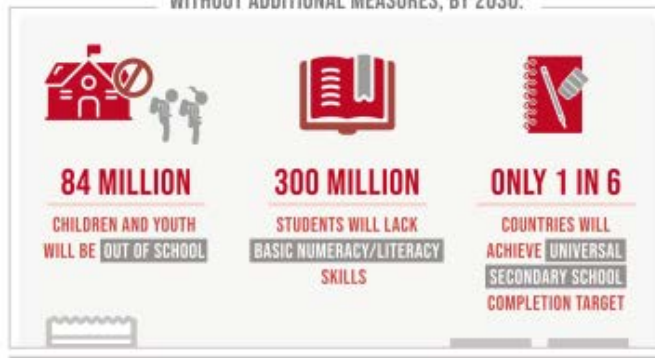 WITHOUT ADDITIONAL MEASURES, BY 2030:
84 MILLION
CHILDREN AND YOUTH
WILL BE OUT OF SCHOOL
300 MILLION
STUDENTS WILL LACK
BASIC NUMERACY/LITERACY
SKILLS
ONLY 1 IN 6
COUNTRIES WILL
ACHIEVE UNIVERSAL
SECONDARY SCHOOL
COMPLETION TARGET